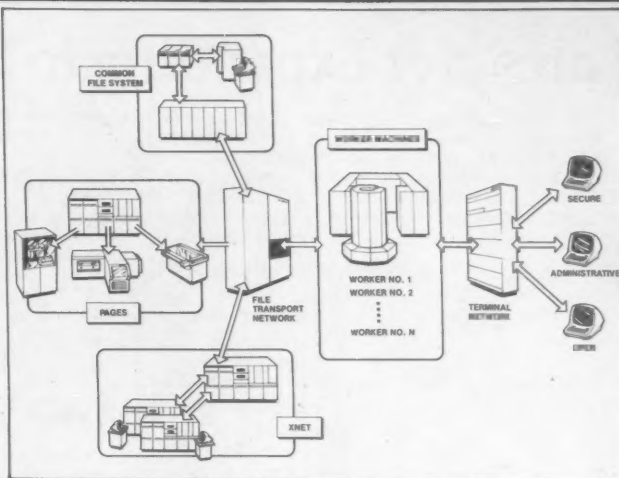 COMMON
FILE SYSTEM
WORKER MACHINES
SECURE
ADMINISTRATIVE
OPEN
WORKER NO. 1
WORKER NO. 2
WORKER NO. N
FILE
TRANSPORT
NETWORK
TERMINAL
NETWORK
PAGES
XNET